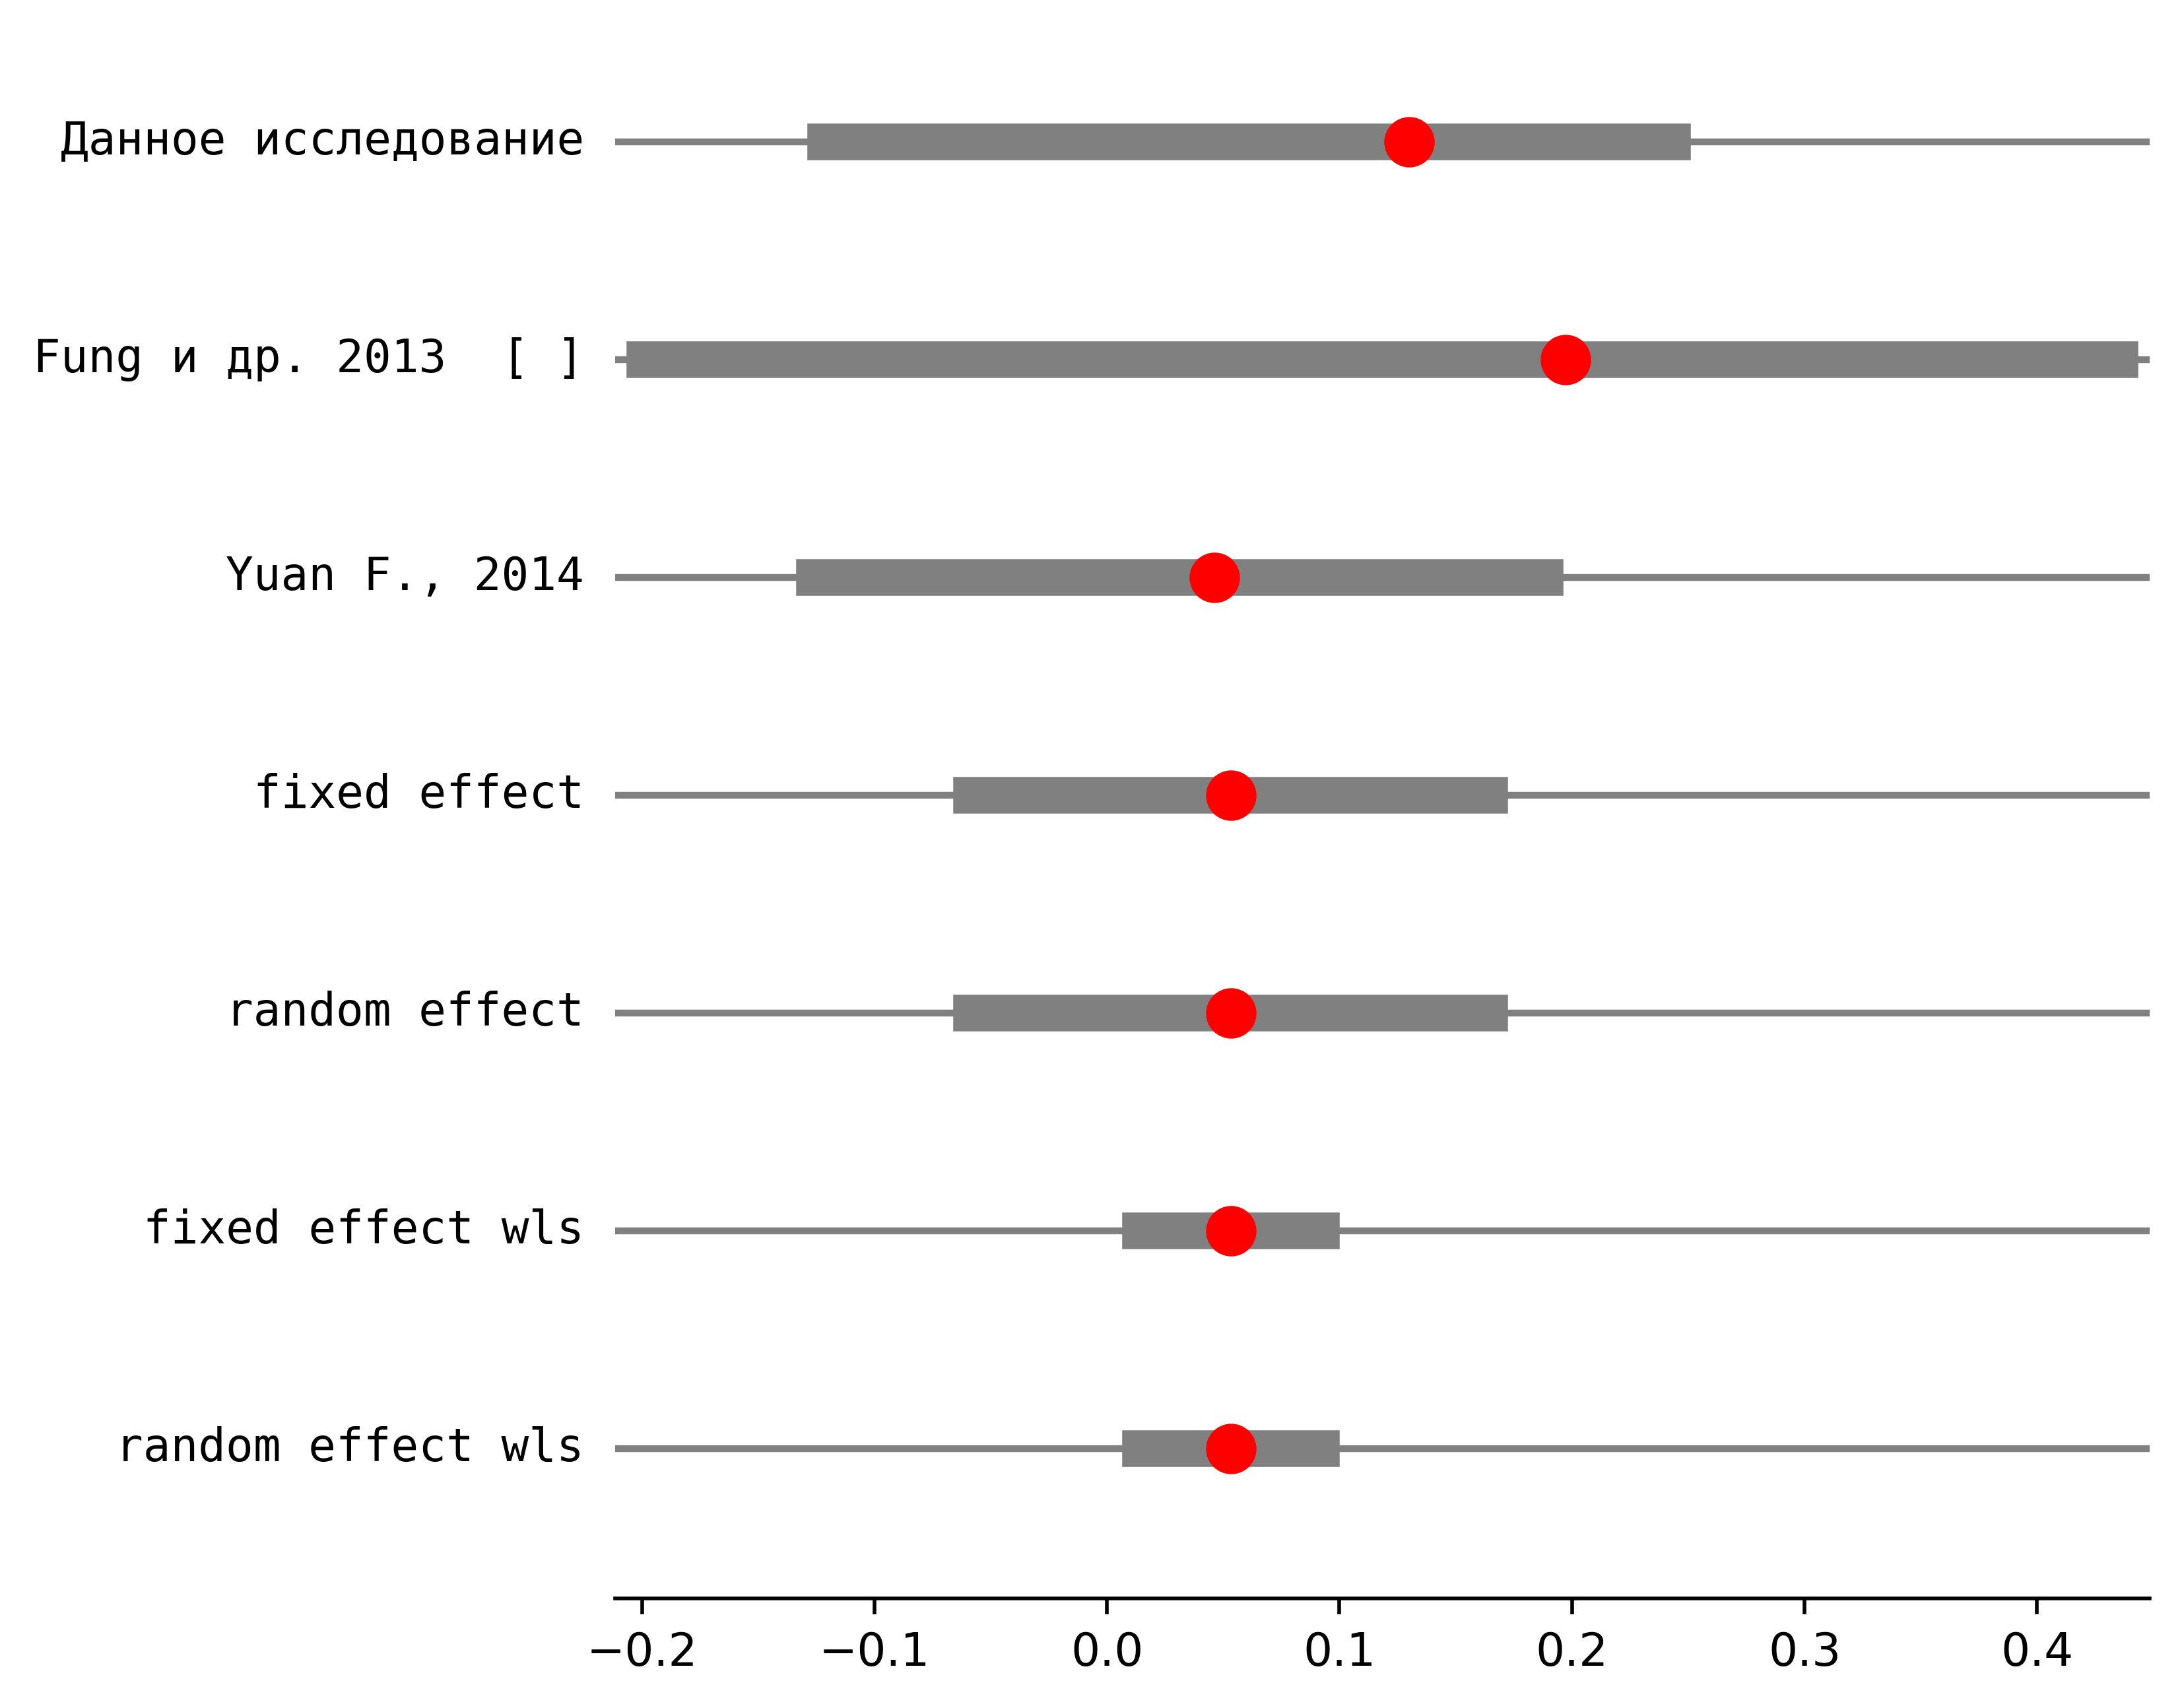 Данное исследование
Fung и др. 2013  [ ]
Yuan F., 2014
fixed effect
random effect
fixed effect wls
random effect wls
−0.2 −0.1 0.0 0.1 0.2 0.3 0.4